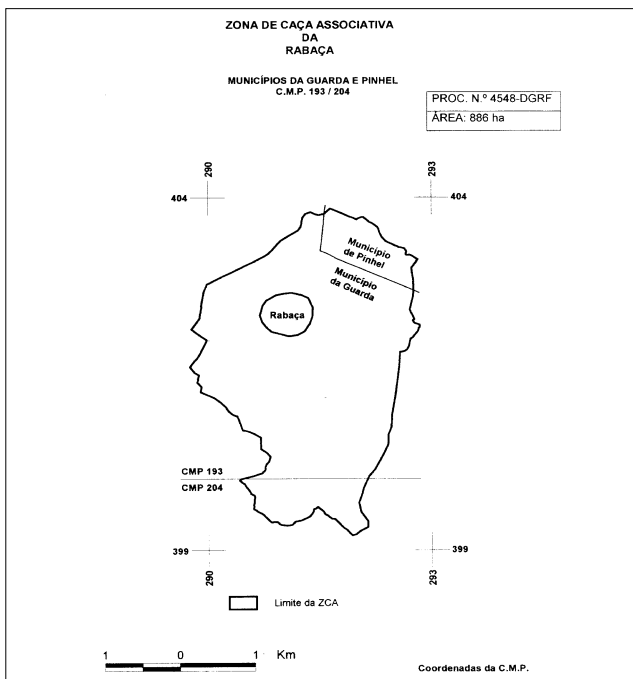 ZONA DE CAÇA ASSOCIATIVA
DA
RABAÇA
MUNICÍPIOS DA GUARDA E PINHEL
C.M.P. 193 / 204
PROC. N.º 4548-DGRF
ÁREA: 886 ha
290
293
404
404
Município
de Pinhel
Município
da Guarda
Rabaça
CMP 193
CMP 204
399
399
290
293
Limite da ZCA
1 0 1 Km
Coordenadas da C.M.P.